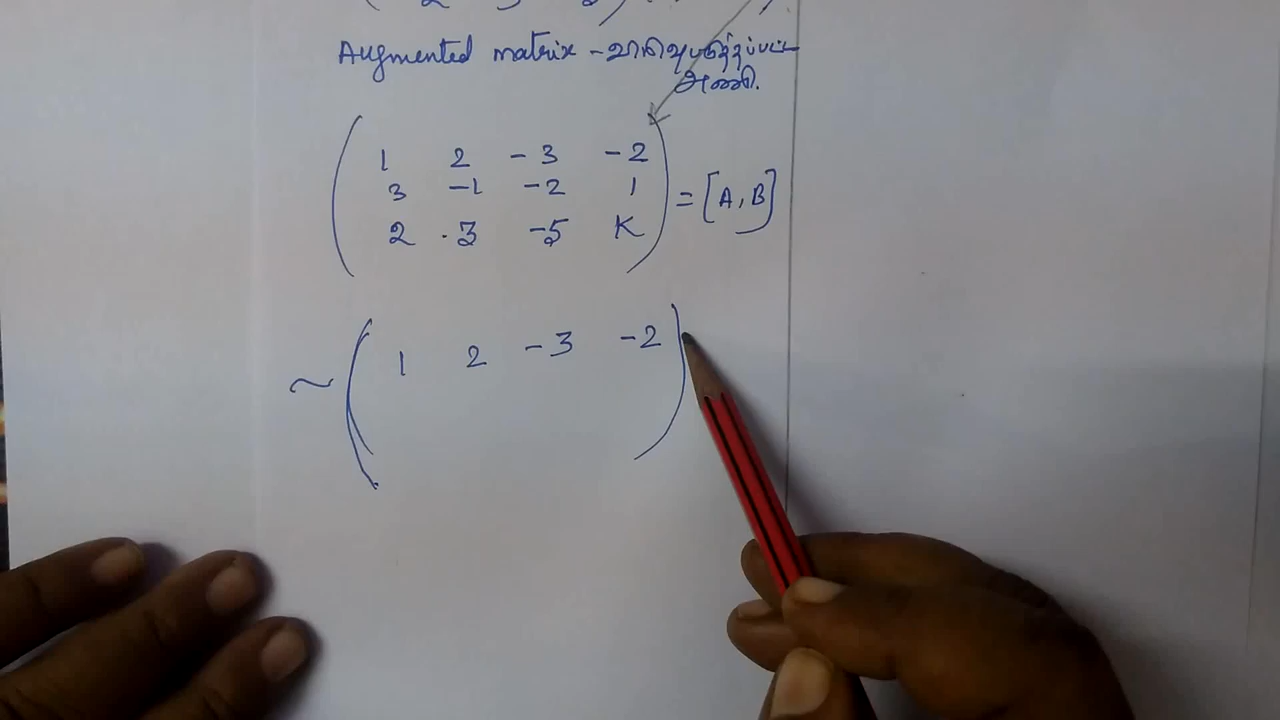 Augmented matrix - விரிவுபடுத்தப்பட்ட
அணி.
1 2 -3 -2
3 -1 -2 1 = [A, B]
2 3 -5 K
~ ( 1 2 -3 -2 )